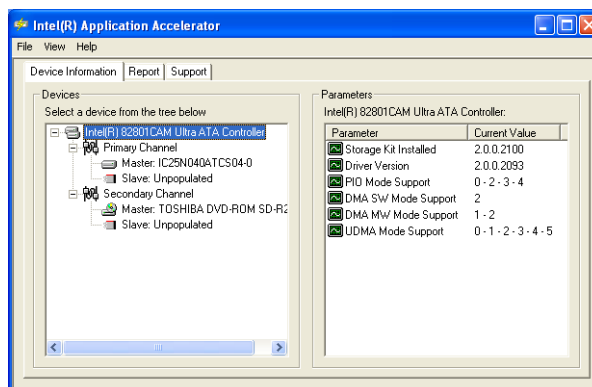 Intel(R) Application Accelerator
File View Help
Device Information Report Support
Devices
Select a device from the tree below
Intel(R) 82801CAM Ultra ATA Controller
Primary Channel
Master: IC25N040ATCS04-0
Slave: Unpopulated
Secondary Channel
Master: TOSHIBA DVD-ROM SD-R2
Slave: Unpopulated
Parameters
Intel(R) 82801CAM Ultra ATA Controller:
Parameter Current Value
Storage Kit Installed 2.0.0.2100
Driver Version 2.0.0.2093
PIO Mode Support 0 - 2 - 3 - 4
DMA SW Mode Support 2
DMA MW Mode Support 1 - 2
UDMA Mode Support 0 - 1 - 2 - 3 - 4 - 5